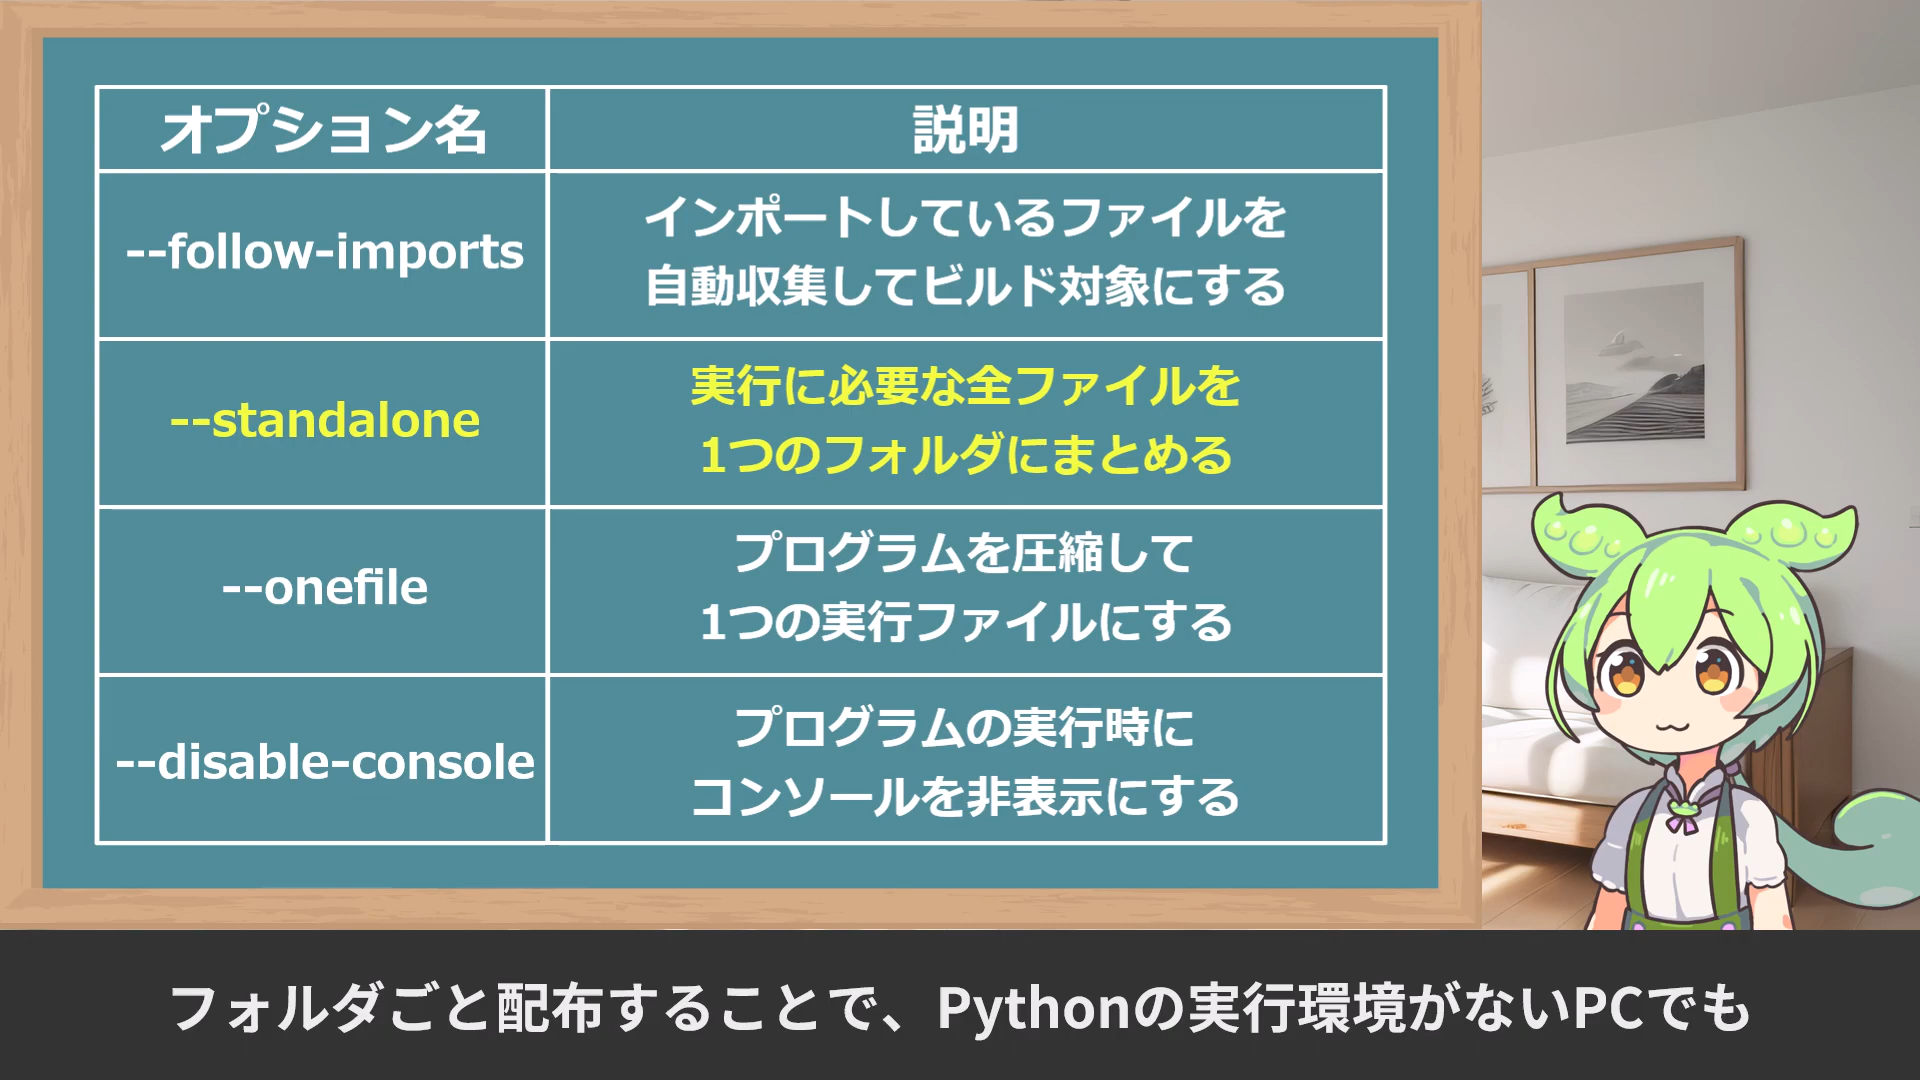 オプション名 説明
--follow-imports
インポートしているファイルを
自動収集してビルド対象にする
--standalone
実行に必要な全ファイルを
1つのフォルダにまとめる
--onefile
プログラムを圧縮して
1つの実行ファイルにする
--disable-console
プログラムの実行時に
コンソールを非表示にする
フォルダごと配布することで、Pythonの実行環境がないPCでも